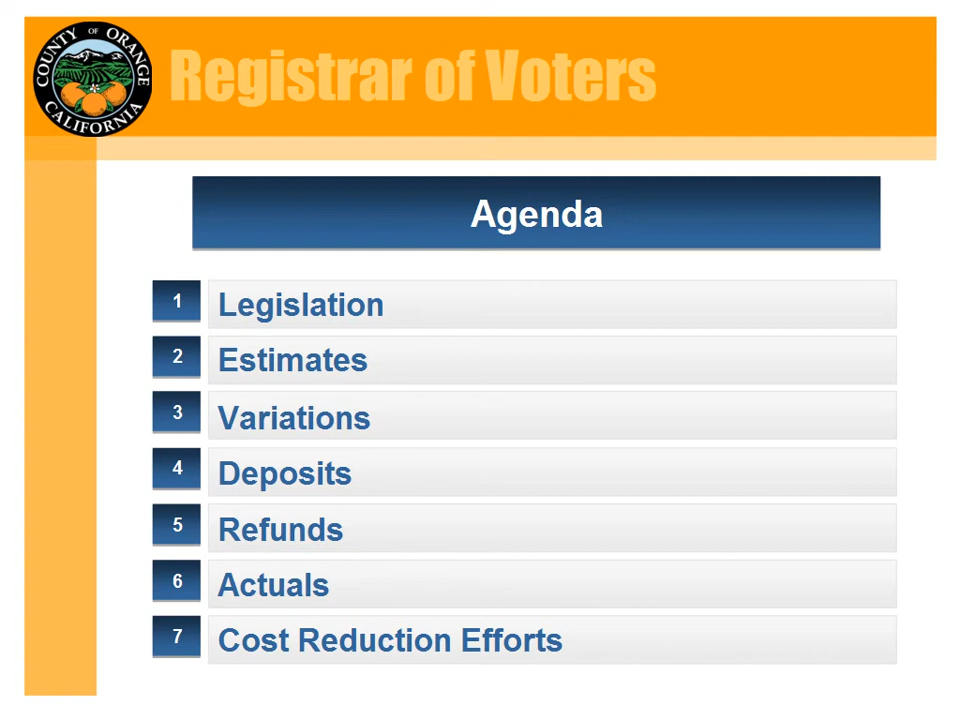 COUNTY OF ORANGE
CALIFORNIA
Registrar of Voters
Agenda
1 Legislation
2 Estimates
3 Variations
4 Deposits
5 Refunds
6 Actuals
7 Cost Reduction Efforts